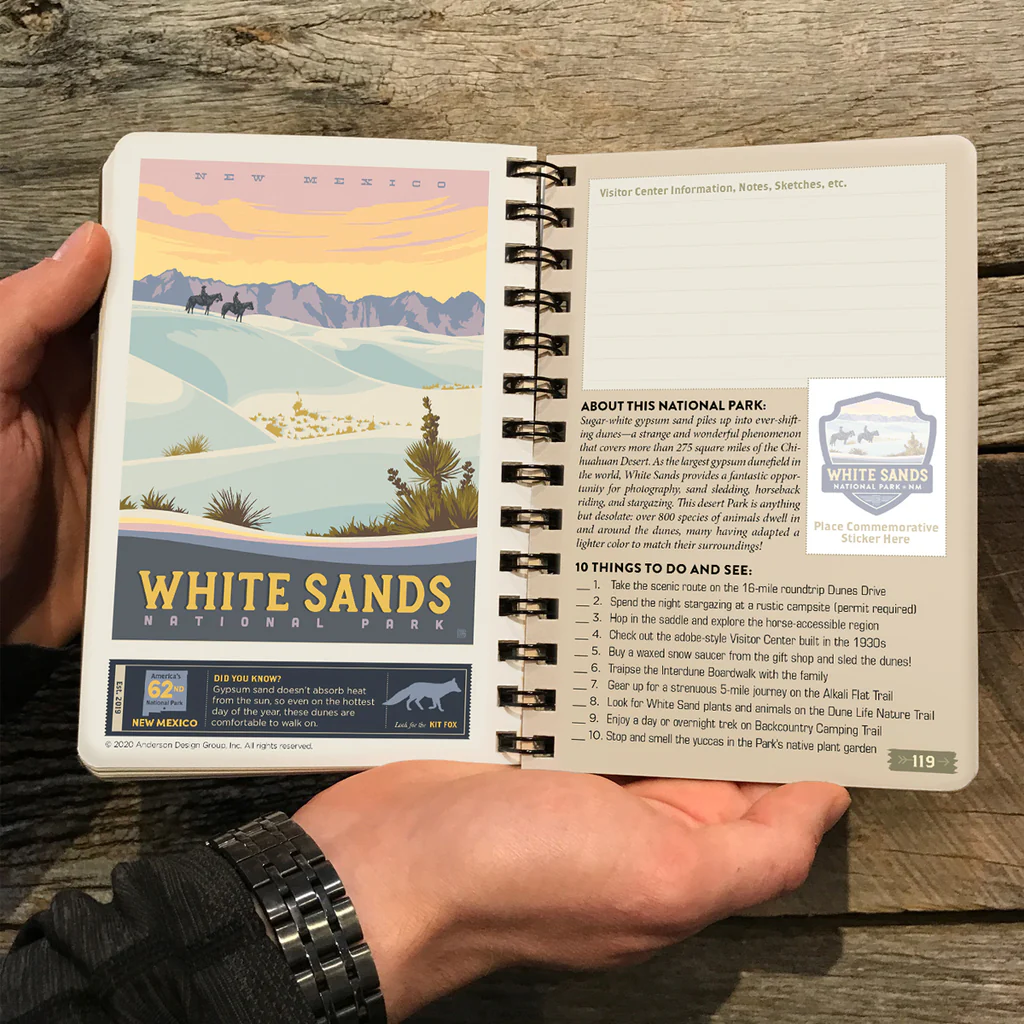 NEW MEXICO
WHITE SANDS
NATIONAL PARK
EST. 2019
America's
62ND
National Park
NEW MEXICO
DID YOU KNOW?
Gypsum sand doesn't absorb heat
from the sun, so even on the hottest
day of the year, these dunes are
comfortable to walk on.
Look for the KIT FOX
© 2020 Anderson Design Group, Inc. All rights reserved.
Visitor Center Information, Notes, Sketches, etc.
ABOUT THIS NATIONAL PARK:
Sugar-white gypsum sand piles up into ever-shift-
ing dunes—a strange and wonderful phenomenon
that covers more than 275 square miles of the Chi-
huahuan Desert. As the largest gypsum dunefield in
the world, White Sands provides a fantastic oppor-
tunity for photography, sand sledding, horseback
riding, and stargazing. This desert Park is anything
but desolate: over 800 species of animals dwell in
and around the dunes, many having adapted a
lighter color to match their surroundings!
WHITE SANDS
NATIONAL PARK • NM
Place Commemorative
Sticker Here
10 THINGS TO DO AND SEE:
__ 1. Take the scenic route on the 16-mile roundtrip Dunes Drive
__ 2. Spend the night stargazing at a rustic campsite (permit required)
__ 3. Hop in the saddle and explore the horse-accessible region
__ 4. Check out the adobe-style Visitor Center built in the 1930s
__ 5. Buy a waxed snow saucer from the gift shop and sled the dunes!
__ 6. Traipse the Interdune Boardwalk with the family
__ 7. Gear up for a strenuous 5-mile journey on the Alkali Flat Trail
__ 8. Look for White Sand plants and animals on the Dune Life Nature Trail
__ 9. Enjoy a day or overnight trek on Backcountry Camping Trail
__ 10. Stop and smell the yuccas in the Park's native plant garden
119